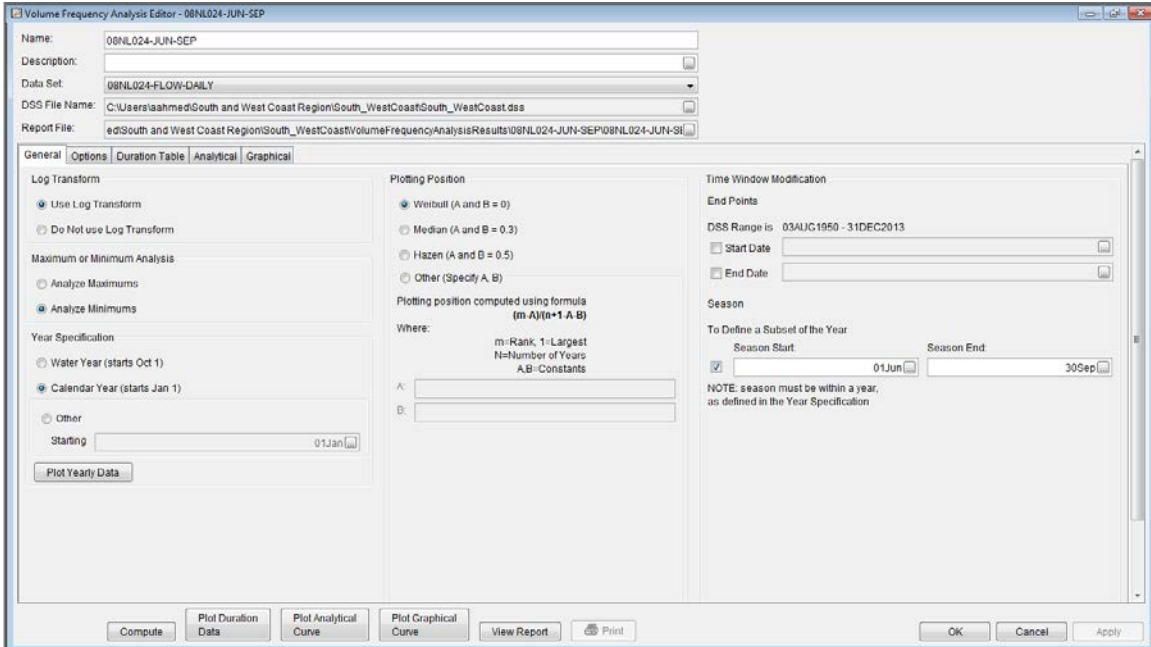 Volume Frequency Analysis Editor - 08NL024-JUN-SEP
Name: 08NL024-JUN-SEP
Description:
Data Set: 08NL024-FLOW-DAILY
DSS File Name: C:\Users\aahmed\South and West Coast Region\South_WestCoast\South_WestCoast.dss
Report File: ed\South and West Coast Region\South_WestCoast\VolumeFrequencyAnalysisResults\08NL024-JUN-SEP\08NL024-JUN-SE
General Options Duration Table Analytical Graphical
Log Transform
Use Log Transform
Do Not use Log Transform
Maximum or Minimum Analysis
Analyze Maximums
Analyze Minimums
Year Specification
Water Year (starts Oct 1)
Calendar Year (starts Jan 1)
Other
Starting 01Jan
Plot Yearly Data
Plotting Position
Weibull (A and B = 0)
Median (A and B = 0.3)
Hazen (A and B = 0.5)
Other (Specify A, B)
Plotting position computed using formula
(m-A)/(n+1-A-B)
Where:
m=Rank, 1=Largest
N=Number of Years
A,B=Constants
A:
B:
Time Window Modification
End Points
DSS Range is 03AUG1950 - 31DEC2013
Start Date
End Date
Season
To Define a Subset of the Year
Season Start: Season End:
01Jun 30Sep
NOTE: season must be within a year,
as defined in the Year Specification
Compute Plot Duration Data Plot Analytical Curve Plot Graphical Curve View Report Print OK Cancel Apply